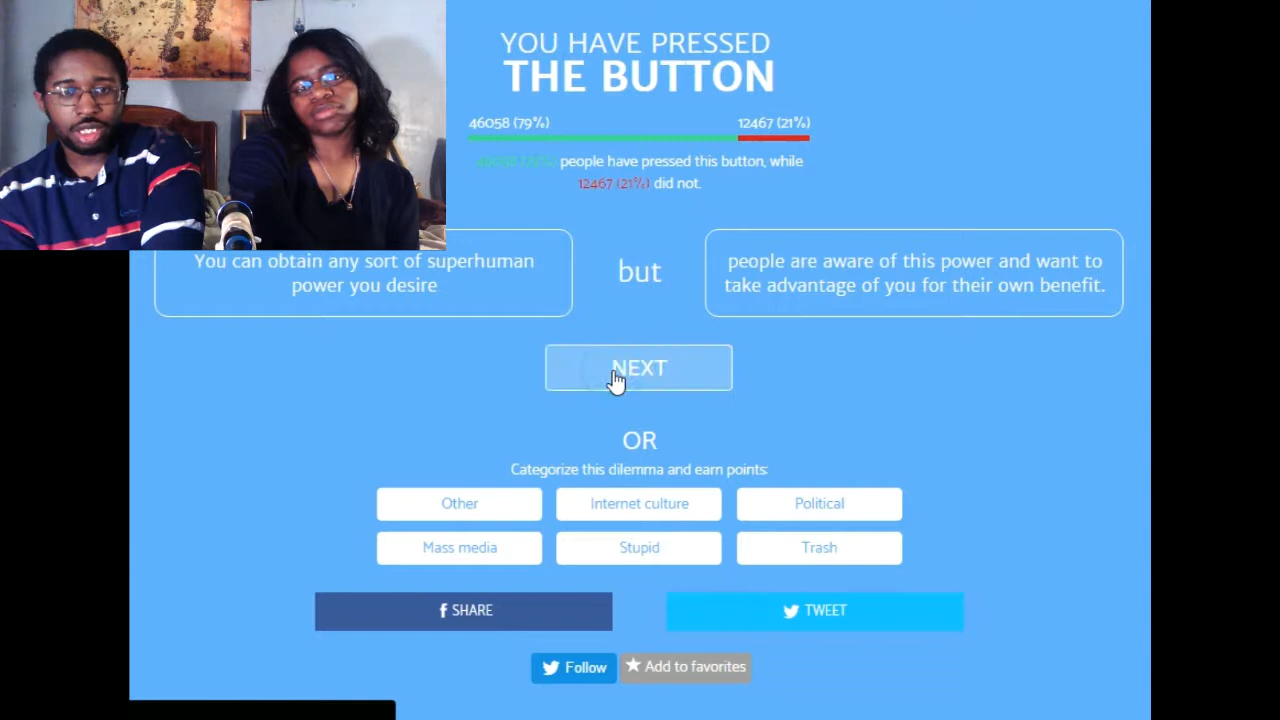 YOU HAVE PRESSED
THE BUTTON
46058 (79%) 12467 (21%)
46058 (79%) people have pressed this button, while
12467 (21%) did not.
You can obtain any sort of superhuman
power you desire
but
people are aware of this power and want to
take advantage of you for their own benefit.
NEXT
OR
Categorize this dilemma and earn points:
Other
Internet culture
Political
Mass media
Stupid
Trash
SHARE
TWEET
Follow
Add to favorites